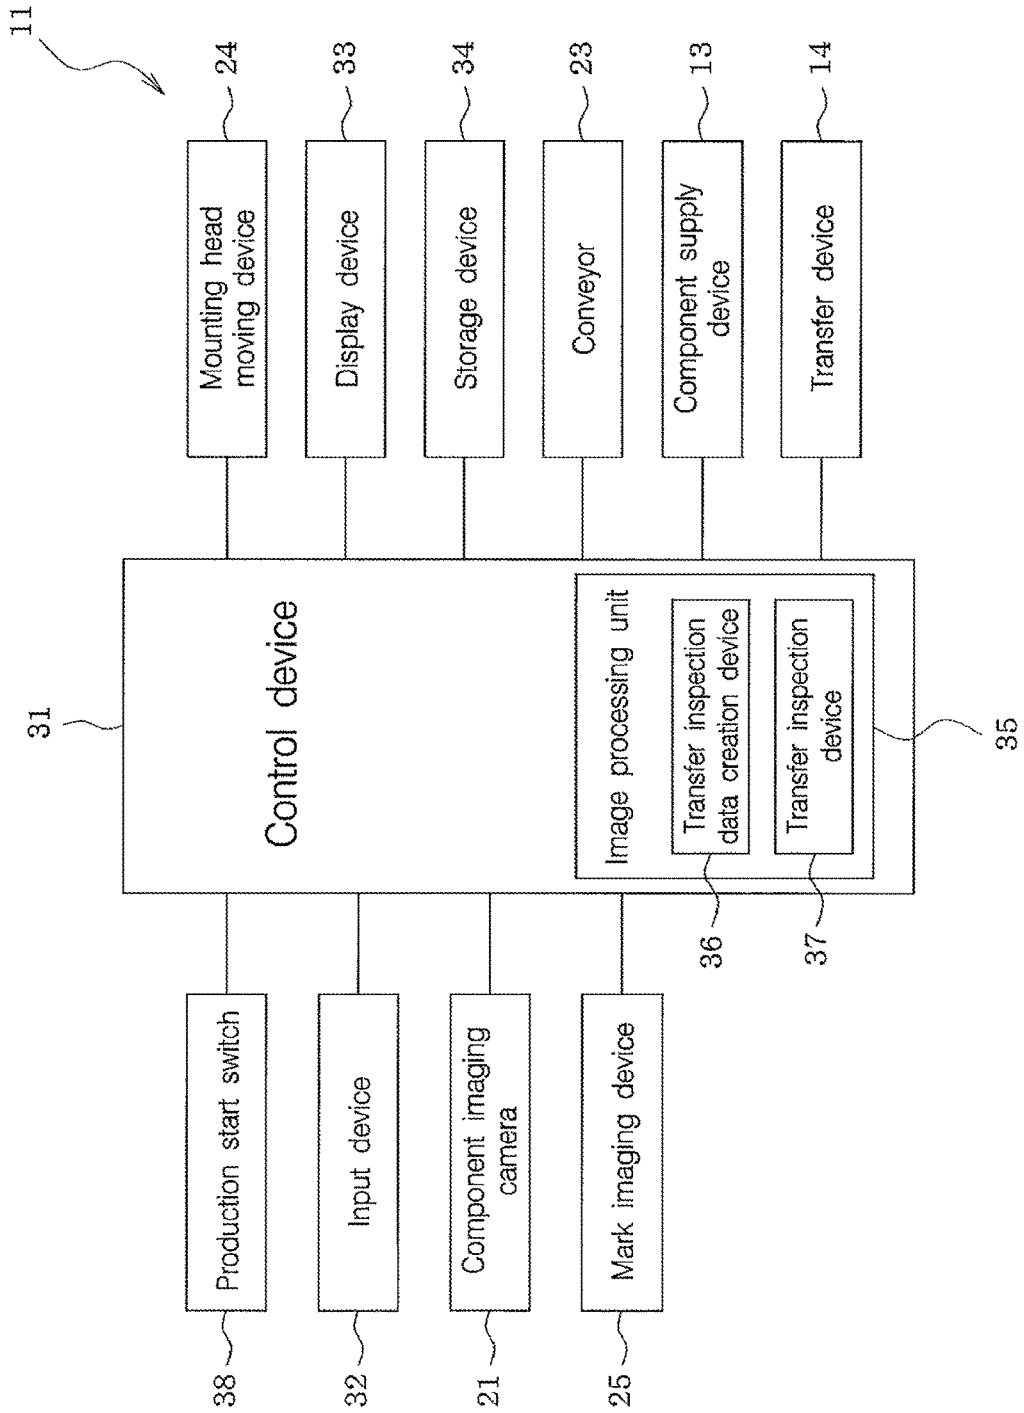 11
31
Control device
38
Production start switch
32
Input device
21
Component imaging
camera
25
Mark imaging device
Mounting head
moving device
24
Display device
33
Storage device
34
Conveyor
23
Component supply
device
13
Transfer device
14
Image processing unit
35
Transfer inspection
data creation device
36
Transfer inspection
device
37